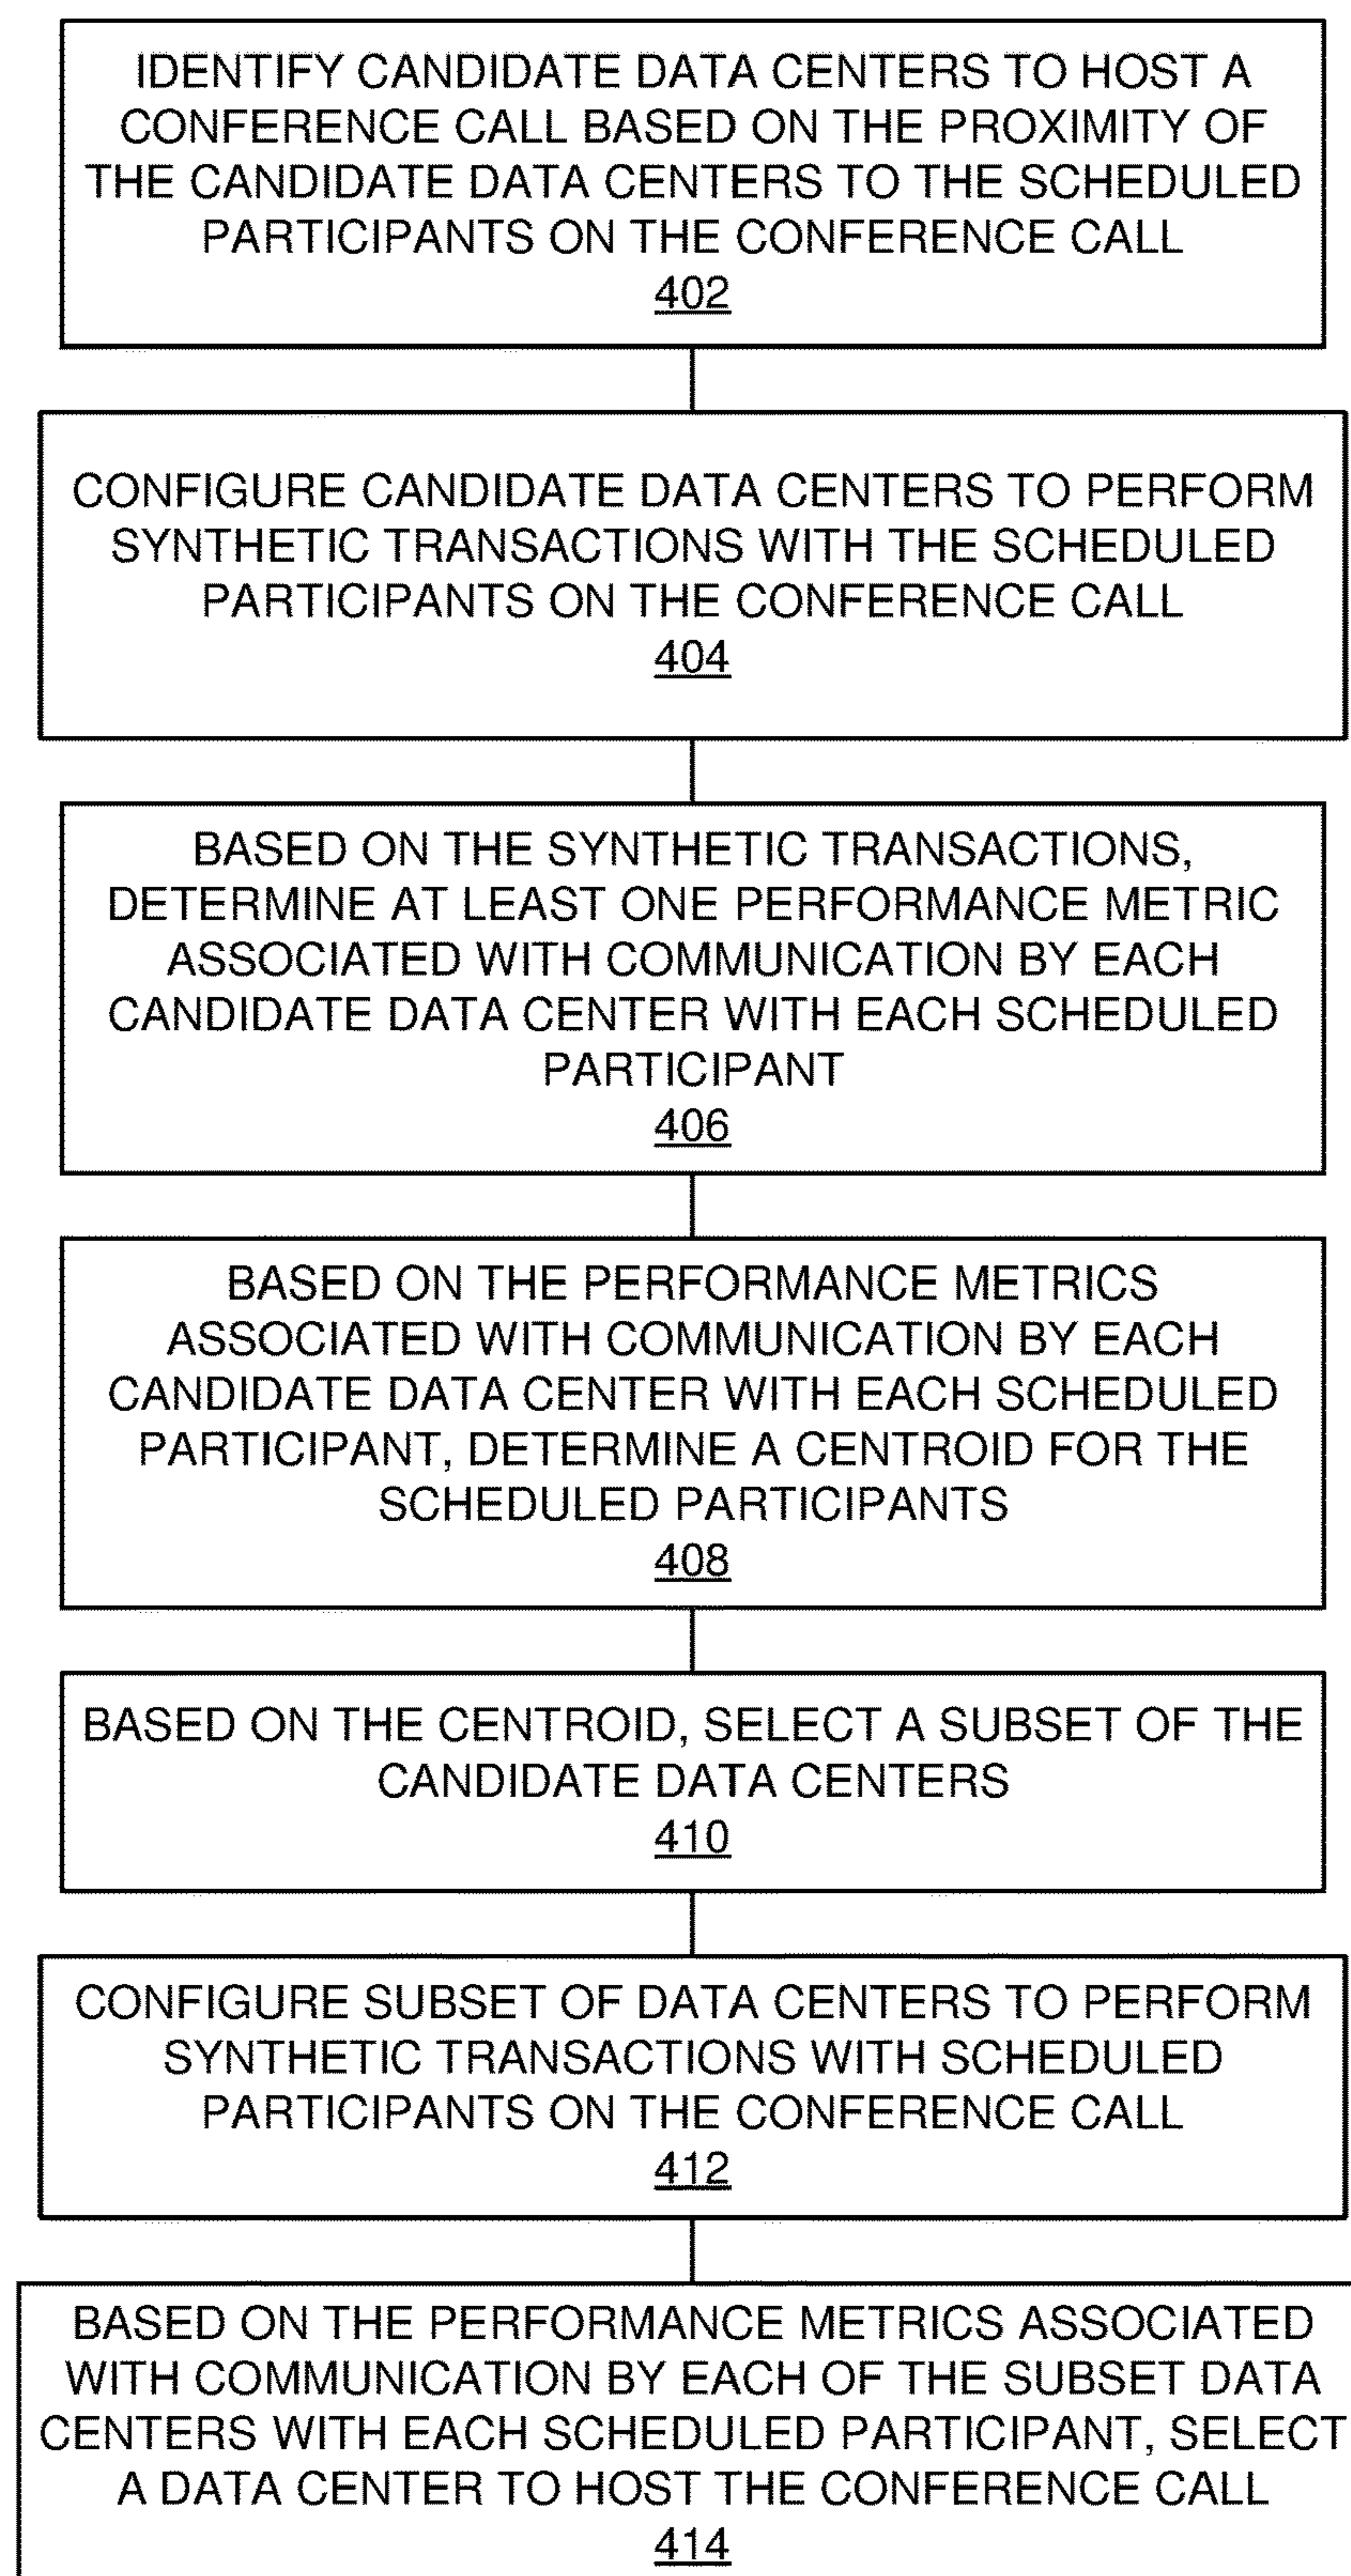 IDENTIFY CANDIDATE DATA CENTERS TO HOST A
CONFERENCE CALL BASED ON THE PROXIMITY OF
THE CANDIDATE DATA CENTERS TO THE SCHEDULED
PARTICIPANTS ON THE CONFERENCE CALL
402
CONFIGURE CANDIDATE DATA CENTERS TO PERFORM
SYNTHETIC TRANSACTIONS WITH THE SCHEDULED
PARTICIPANTS ON THE CONFERENCE CALL
404
BASED ON THE SYNTHETIC TRANSACTIONS,
DETERMINE AT LEAST ONE PERFORMANCE METRIC
ASSOCIATED WITH COMMUNICATION BY EACH
CANDIDATE DATA CENTER WITH EACH SCHEDULED
PARTICIPANT
406
BASED ON THE PERFORMANCE METRICS
ASSOCIATED WITH COMMUNICATION BY EACH
CANDIDATE DATA CENTER WITH EACH SCHEDULED
PARTICIPANT, DETERMINE A CENTROID FOR THE
SCHEDULED PARTICIPANTS
408
BASED ON THE CENTROID, SELECT A SUBSET OF THE
CANDIDATE DATA CENTERS
410
CONFIGURE SUBSET OF DATA CENTERS TO PERFORM
SYNTHETIC TRANSACTIONS WITH SCHEDULED
PARTICIPANTS ON THE CONFERENCE CALL
412
BASED ON THE PERFORMANCE METRICS ASSOCIATED
WITH COMMUNICATION BY EACH OF THE SUBSET DATA
CENTERS WITH EACH SCHEDULED PARTICIPANT, SELECT
A DATA CENTER TO HOST THE CONFERENCE CALL
414